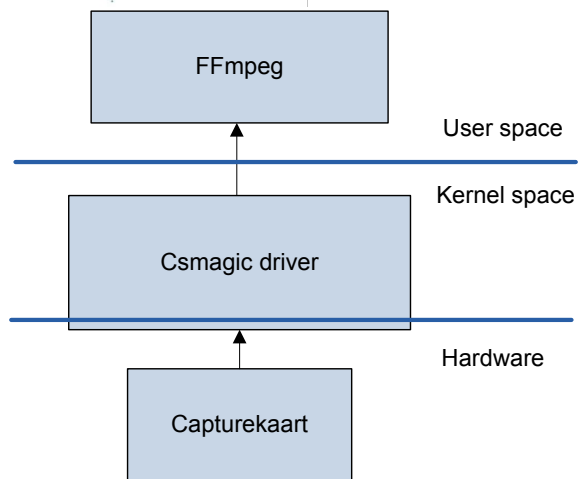 FFmpeg
User space
Kernel space
Csmagic driver
Hardware
Capturekaart